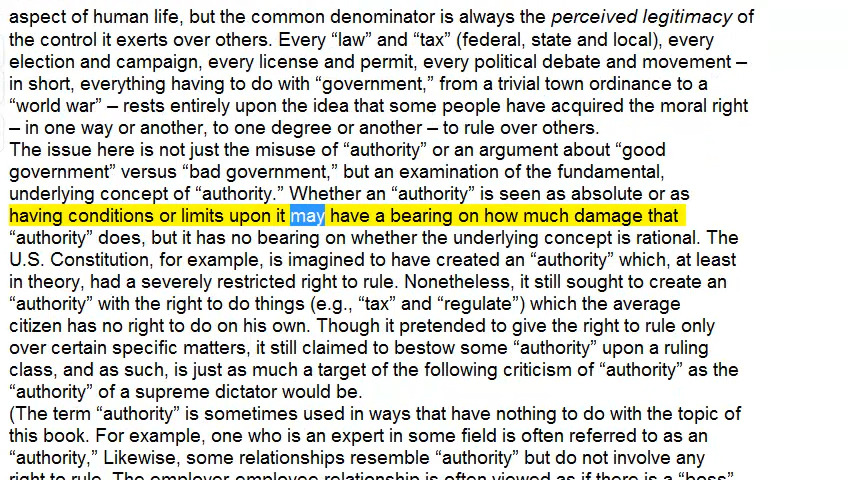 aspect of human life, but the common denominator is always the perceived legitimacy of
the control it exerts over others. Every “law” and “tax” (federal, state and local), every
election and campaign, every license and permit, every political debate and movement –
in short, everything having to do with “government,” from a trivial town ordinance to a
“world war” – rests entirely upon the idea that some people have acquired the moral right
– in one way or another, to one degree or another – to rule over others.
The issue here is not just the misuse of “authority” or an argument about “good
government” versus “bad government,” but an examination of the fundamental,
underlying concept of “authority.” Whether an “authority” is seen as absolute or as
having conditions or limits upon it may have a bearing on how much damage that
“authority” does, but it has no bearing on whether the underlying concept is rational. The
U.S. Constitution, for example, is imagined to have created an “authority” which, at least
in theory, had a severely restricted right to rule. Nonetheless, it still sought to create an
“authority” with the right to do things (e.g., “tax” and “regulate”) which the average
citizen has no right to do on his own. Though it pretended to give the right to rule only
over certain specific matters, it still claimed to bestow some “authority” upon a ruling
class, and as such, is just as much a target of the following criticism of “authority” as the
“authority” of a supreme dictator would be.
(The term “authority” is sometimes used in ways that have nothing to do with the topic of
this book. For example, one who is an expert in some field is often referred to as an
“authority,” Likewise, some relationships resemble “authority” but do not involve any
right to rule. The employer-employee relationship is often viewed as if there is a “boss”